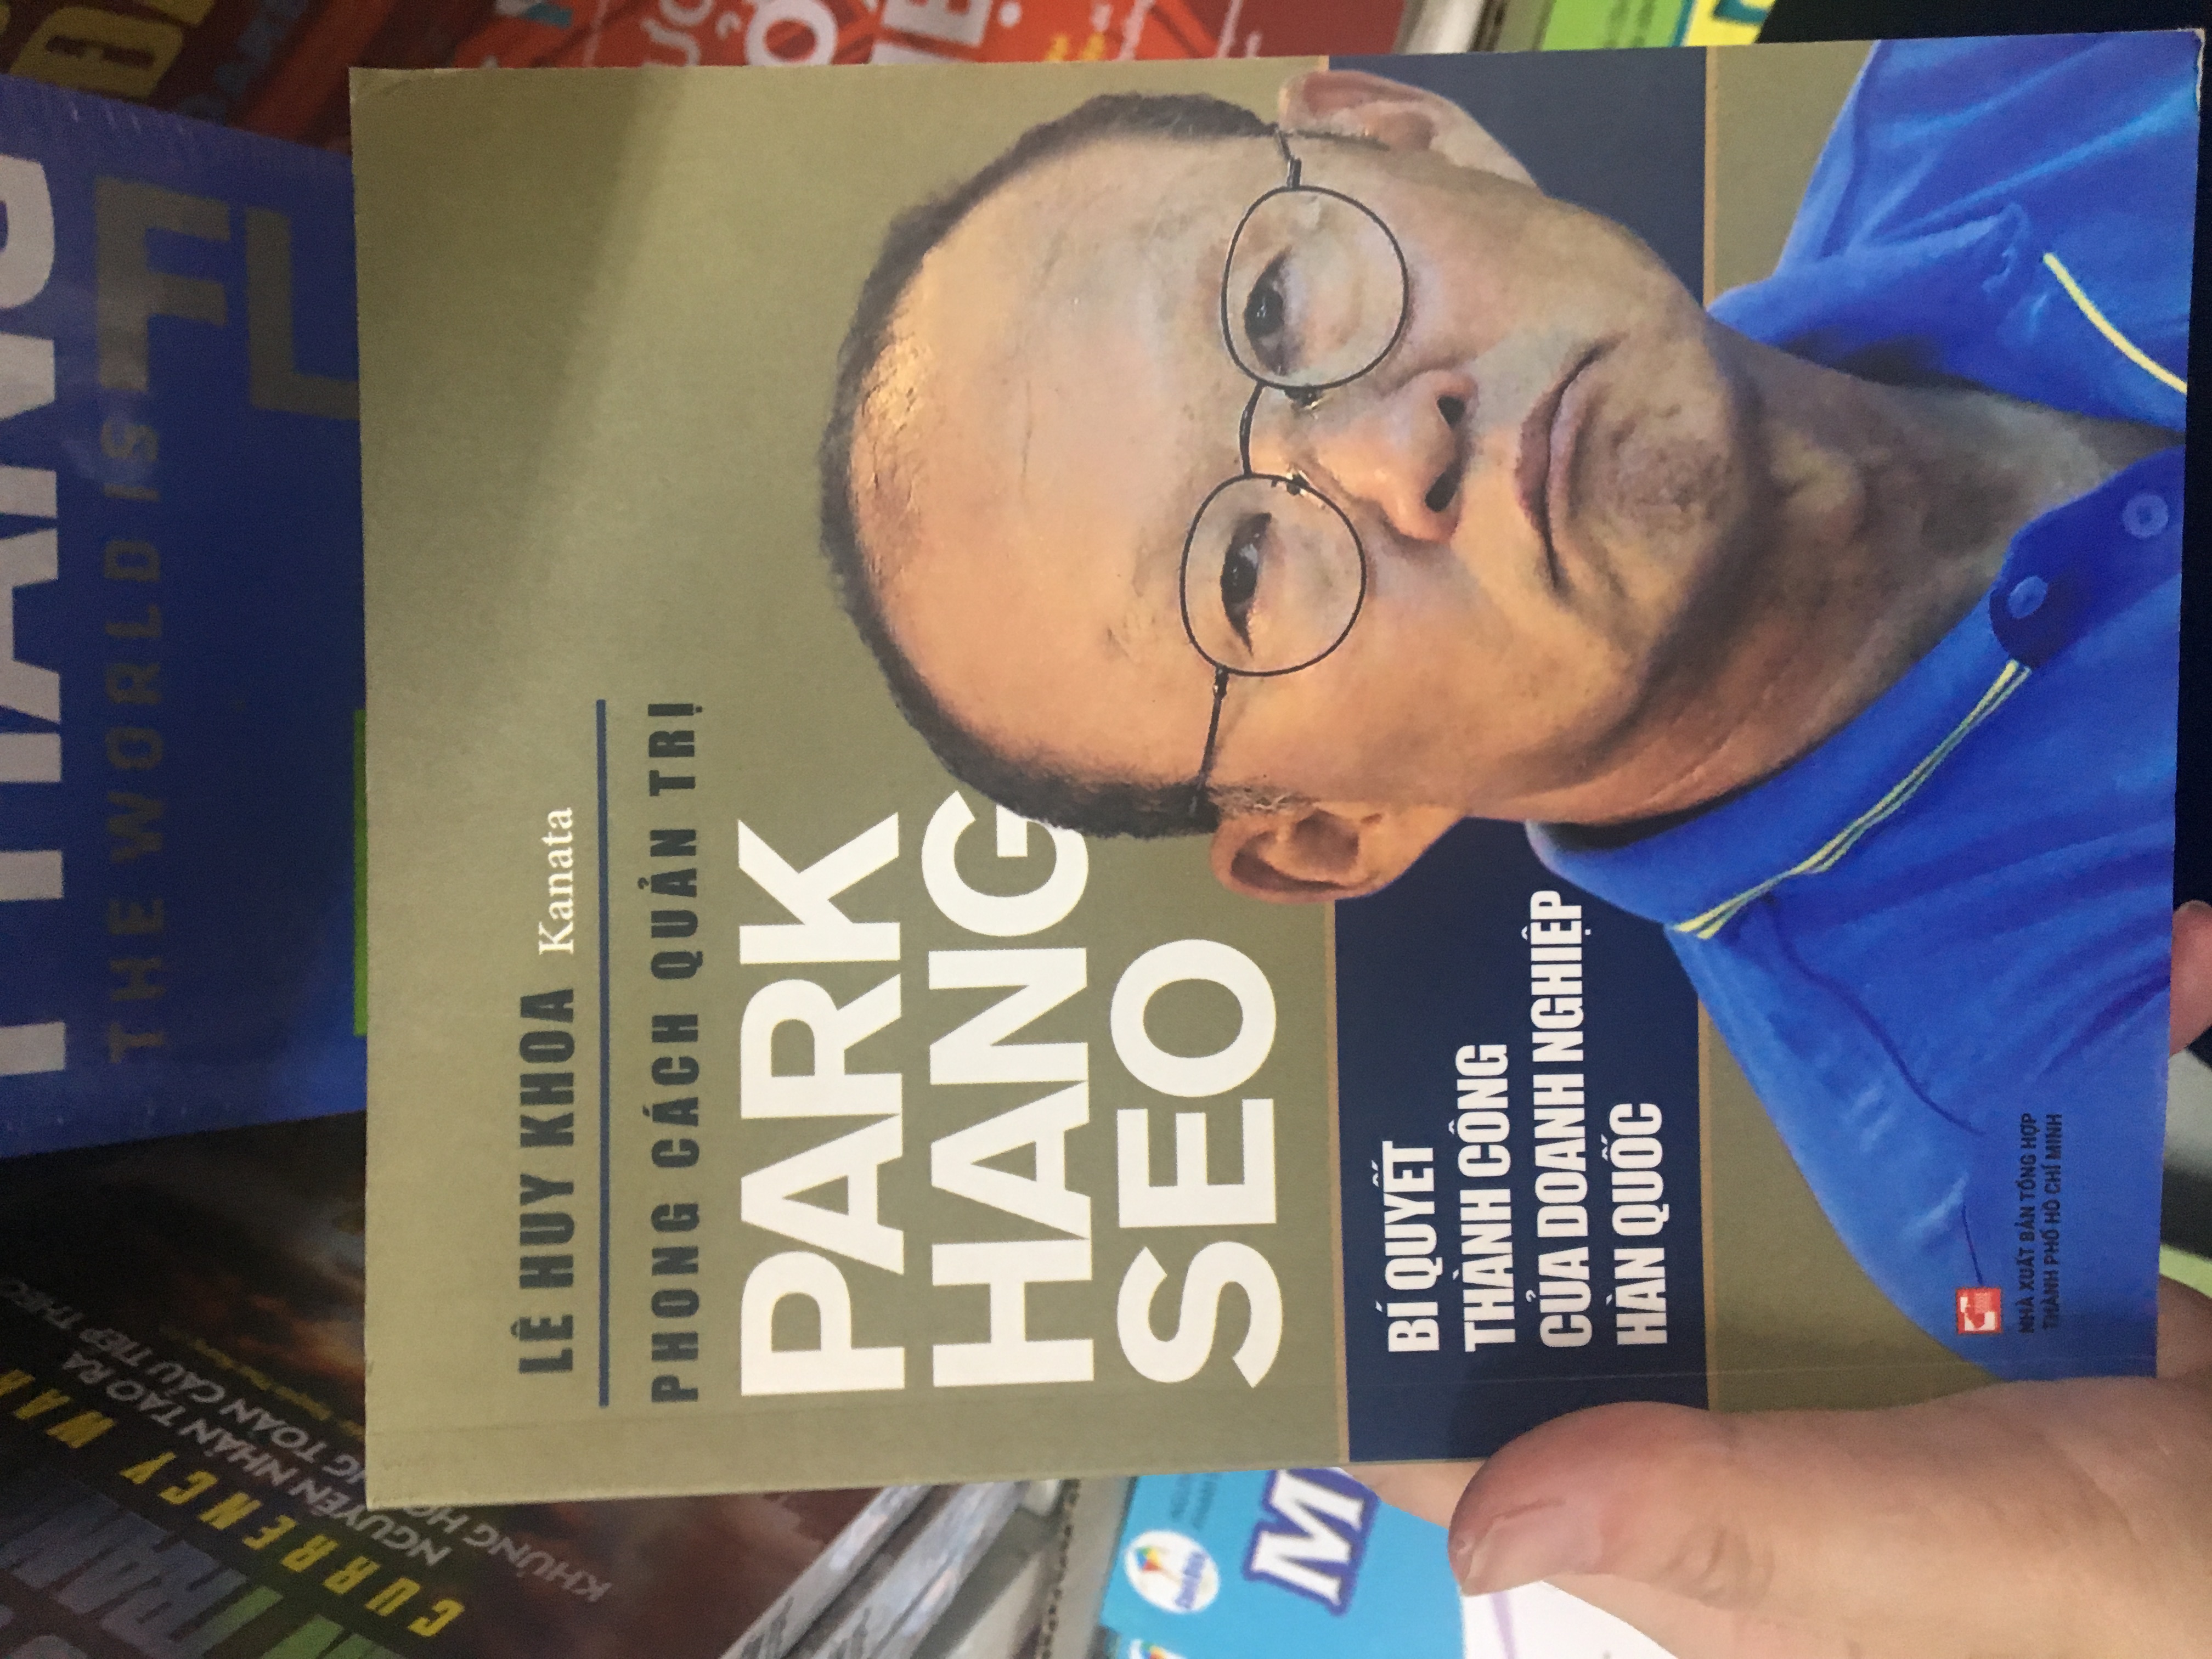 PHẲNG
THE WORLD IS
FL
CURRENCY WAR
NGUYÊN NHÂN TẠO RA
TOÀN CẦU TIẾP THEO
LÊ HUY KHOA Kanata
PHONG CÁCH QUẢN TRỊ
PARK
HANG
SEO
BÍ QUYẾT
THÀNH CÔNG
CỦA DOANH NGHIỆP
HÀN QUỐC
M
NHÀ XUẤT BẢN TỔNG HỢP
THÀNH PHỐ HỒ CHÍ MINH